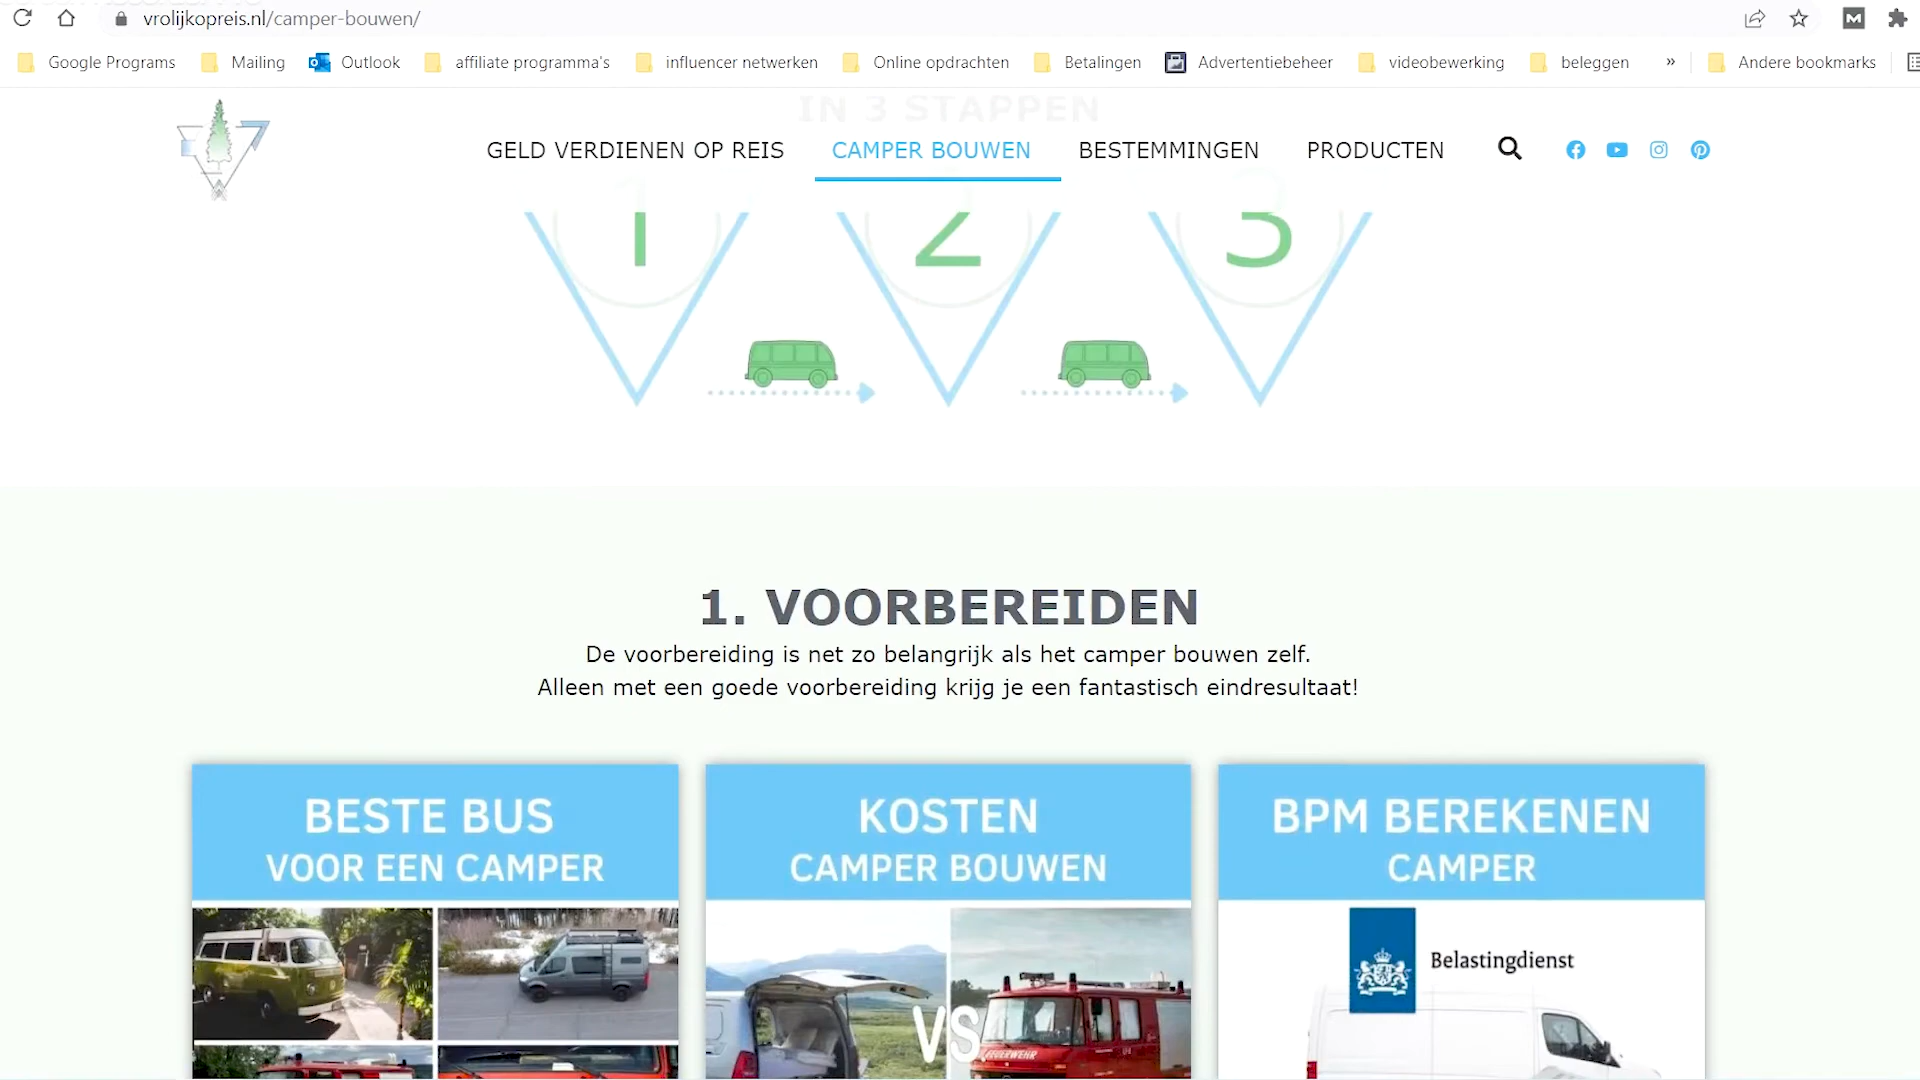 vrolijkopreis.nl/camper-bouwen/
Google Programs Mailing Outlook affiliate programma's influencer netwerken Online opdrachten Betalingen Advertentiebeheer videobewerking beleggen » Andere bookmarks
IN 3 STAPPEN
GELD VERDIENEN OP REIS CAMPER BOUWEN BESTEMMINGEN PRODUCTEN
1 2 3
1. VOORBEREIDEN
De voorbereiding is net zo belangrijk als het camper bouwen zelf.
Alleen met een goede voorbereiding krijg je een fantastisch eindresultaat!
BESTE BUS
VOOR EEN CAMPER
KOSTEN
CAMPER BOUWEN
BPM BEREKENEN
CAMPER
Belastingdienst
VS
FEUERWEHR